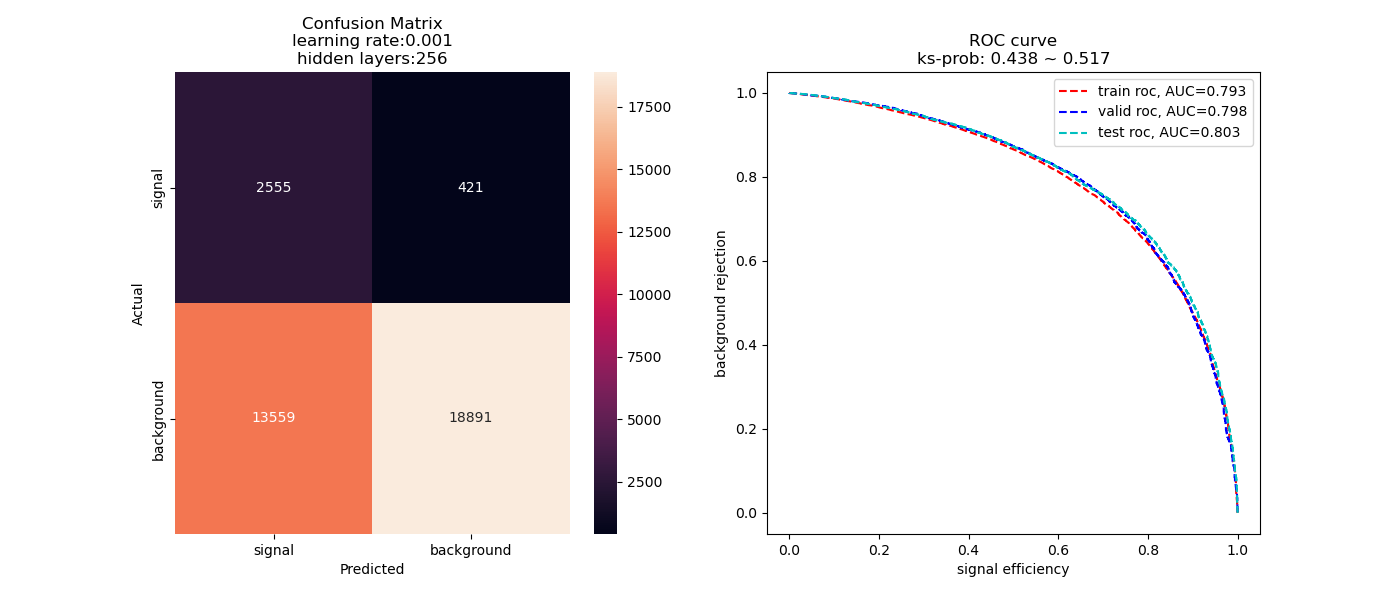 Confusion Matrix
learning rate:0.001
hidden layers:256
signal
background
Actual
2555
421
13559
18891
signal
background
Predicted
17500
15000
12500
10000
7500
5000
2500
ROC curve
ks-prob: 0.438 ~ 0.517
train roc, AUC=0.793
valid roc, AUC=0.798
test roc, AUC=0.803
background rejection
1.0
0.8
0.6
0.4
0.2
0.0
0.0
0.2
0.4
0.6
0.8
1.0
signal efficiency